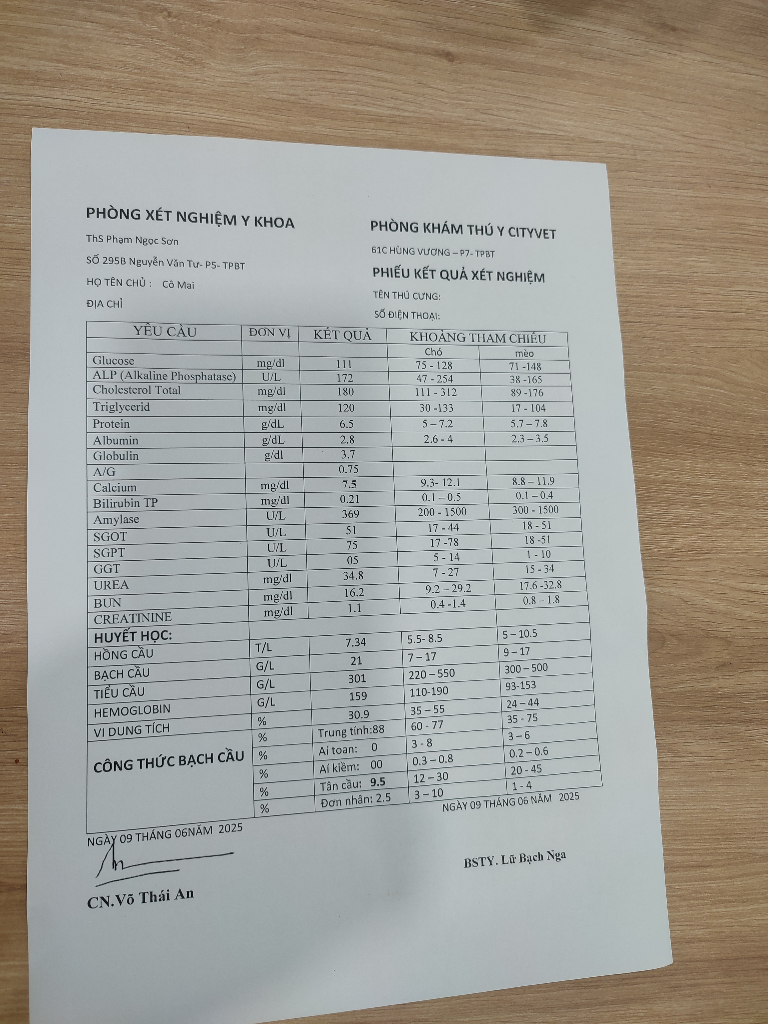 PHÒNG XÉT NGHIỆM Y KHOA
ThS Phạm Ngọc Sơn
SỐ 295B Nguyễn Văn Tư- P5- TPBT
HỌ TÊN CHỦ : Cô Mai
ĐỊA CHỈ
PHÒNG KHÁM THÚ Y CITYVET
61C HÙNG VƯƠNG – P7- TPBT
PHIẾU KẾT QUẢ XÉT NGHIỆM
TÊN THÚ CƯNG:
SỐ ĐIỆN THOẠI:
YÊU CẦU ĐƠN VỊ KẾT QUẢ KHOẢNG THAM CHIẾU
Chó mèo
Glucose mg/dl 111 75 - 128 71 -148
ALP (Alkaline Phosphatase) U/L 172 47 - 254 38 -165
Cholesterol Total mg/dl 180 111 - 312 89 -176
Triglycerid mg/dl 120 30 -133 17 - 104
Protein g/dL 6.5 5 – 7.2 5.7 – 7.8
Albumin g/dL 2.8 2.6 - 4 2.3 – 3.5
Globulin g/dl 3.7
A/G 0.75
Calcium mg/dl 7.5 9.3- 12.1 8.8 – 11.9
Bilirubin TP mg/dl 0.21 0.1 – 0.5 0.1 – 0.4
Amylase U/L 369 200 - 1500 300 - 1500
SGOT U/L 51 17 - 44 18 - 51
SGPT U/L 75 17 -78 18 -51
GGT U/L 05 5 - 14 1 - 10
UREA mg/dl 34.8 7 - 27 15 - 34
BUN mg/dl 16.2 9.2 – 29.2 17.6 -32.8
CREATININE mg/dl 1.1 0.4 -1.4 0.8 – 1.8
HUYẾT HỌC:
HỒNG CẦU T/L 7.34 5.5- 8.5 5 – 10.5
BẠCH CẦU G/L 21 7 – 17 9 – 17
TIỂU CẦU G/L 301 220 – 550 300 – 500
HEMOGLOBIN G/L 159 110-190 93-153
VI DUNG TÍCH % 30.9 35 – 55 24 – 44
CÔNG THỨC BẠCH CẦU % Trung tính:88 60 - 77 35 - 75
% Ái toan: 0 3 - 8 3 – 6
% Ái kiềm: 00 0.3 – 0.8 0.2 – 0.6
% Tân cầu: 9.5 12 – 30 20 - 45
% Đơn nhân: 2.5 3 – 10 1 - 4
NGÀY 09 THÁNG 06NĂM 2025
NGÀY 09 THÁNG 06 NĂM 2025
CN.Võ Thái An
BSTY. Lữ Bạch Nga